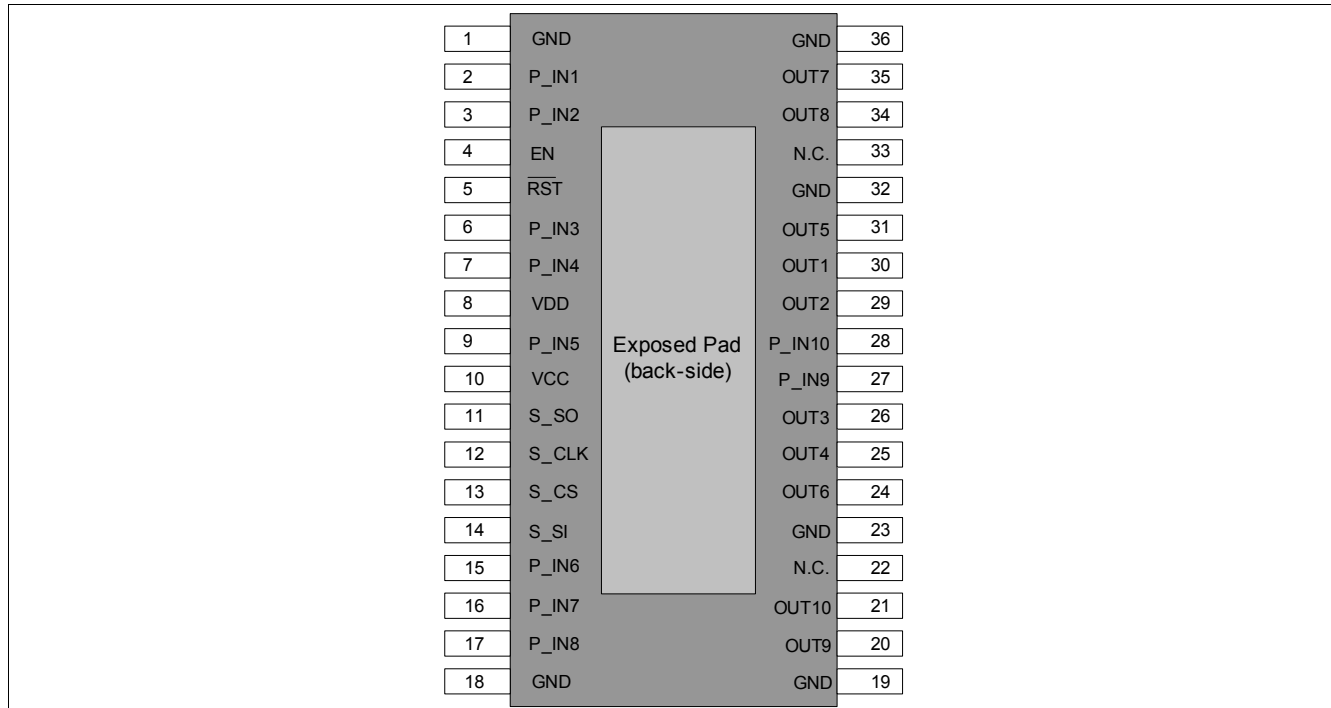 1 GND GND 36
2 P_IN1 OUT7 35
3 P_IN2 OUT8 34
4 EN N.C. 33
5 RST GND 32
6 P_IN3 OUT5 31
7 P_IN4 OUT1 30
8 VDD OUT2 29
9 P_IN5 Exposed Pad P_IN10 28
(back-side)
10 VCC P_IN9 27
11 S_SO OUT3 26
12 S_CLK OUT4 25
13 S_CS OUT6 24
14 S_SI GND 23
15 P_IN6 N.C. 22
16 P_IN7 OUT10 21
17 P_IN8 OUT9 20
18 GND GND 19